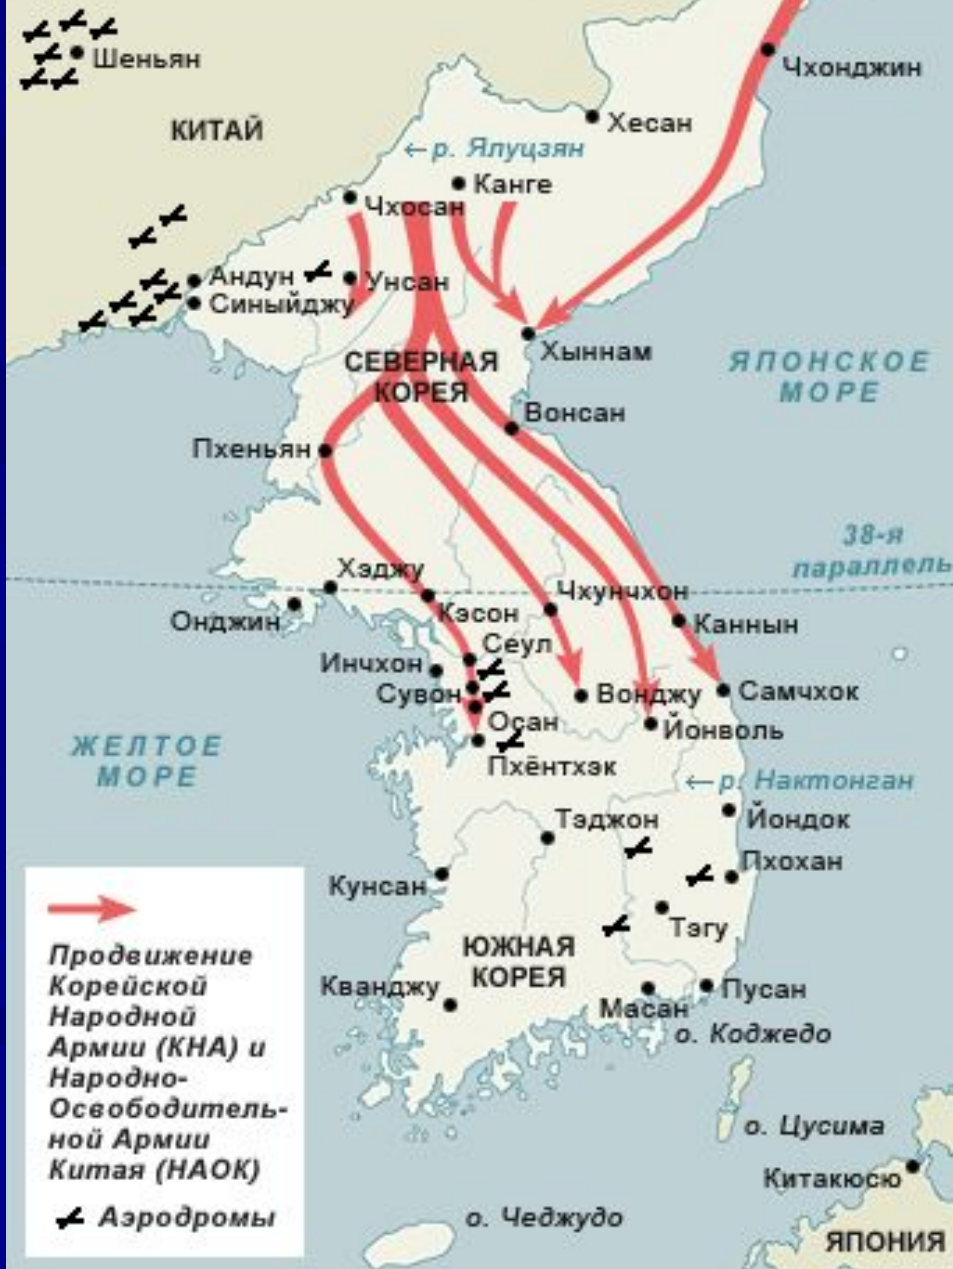 Шеньян
Чхонджин
КИТАЙ
Хесан
←р. Ялуцзян
Канге
Чхосан
Андун
Унсан
Синыйджу
Хыннам
СЕВЕРНАЯ
КОРЕЯ
ЯПОНСКОЕ
МОРЕ
Вонсан
Пхеньян
38-я
параллель
Хэджу
Чхунчхон
Онджин
Кэсон
Каннын
Сеул
Инчхон
Сувон
Вонджу
Самчхок
Осан
Йонволь
ЖЕЛТОЕ
МОРЕ
Пхёнтхэк
←р. Нактонган
Тэджон
Йондок
Пхохан
Кунсан
Тэгу
ЮЖНАЯ
КОРЕЯ
Кванджу
Масан
Пусан
о. Коджедо
о. Цусима
Китакюсю
о. Чеджудо
ЯПОНИЯ
Продвижение
Корейской
Народной
Армии (КНА) и
Народно-
Освободитель-
ной Армии
Китая (НАОК)
Аэродромы